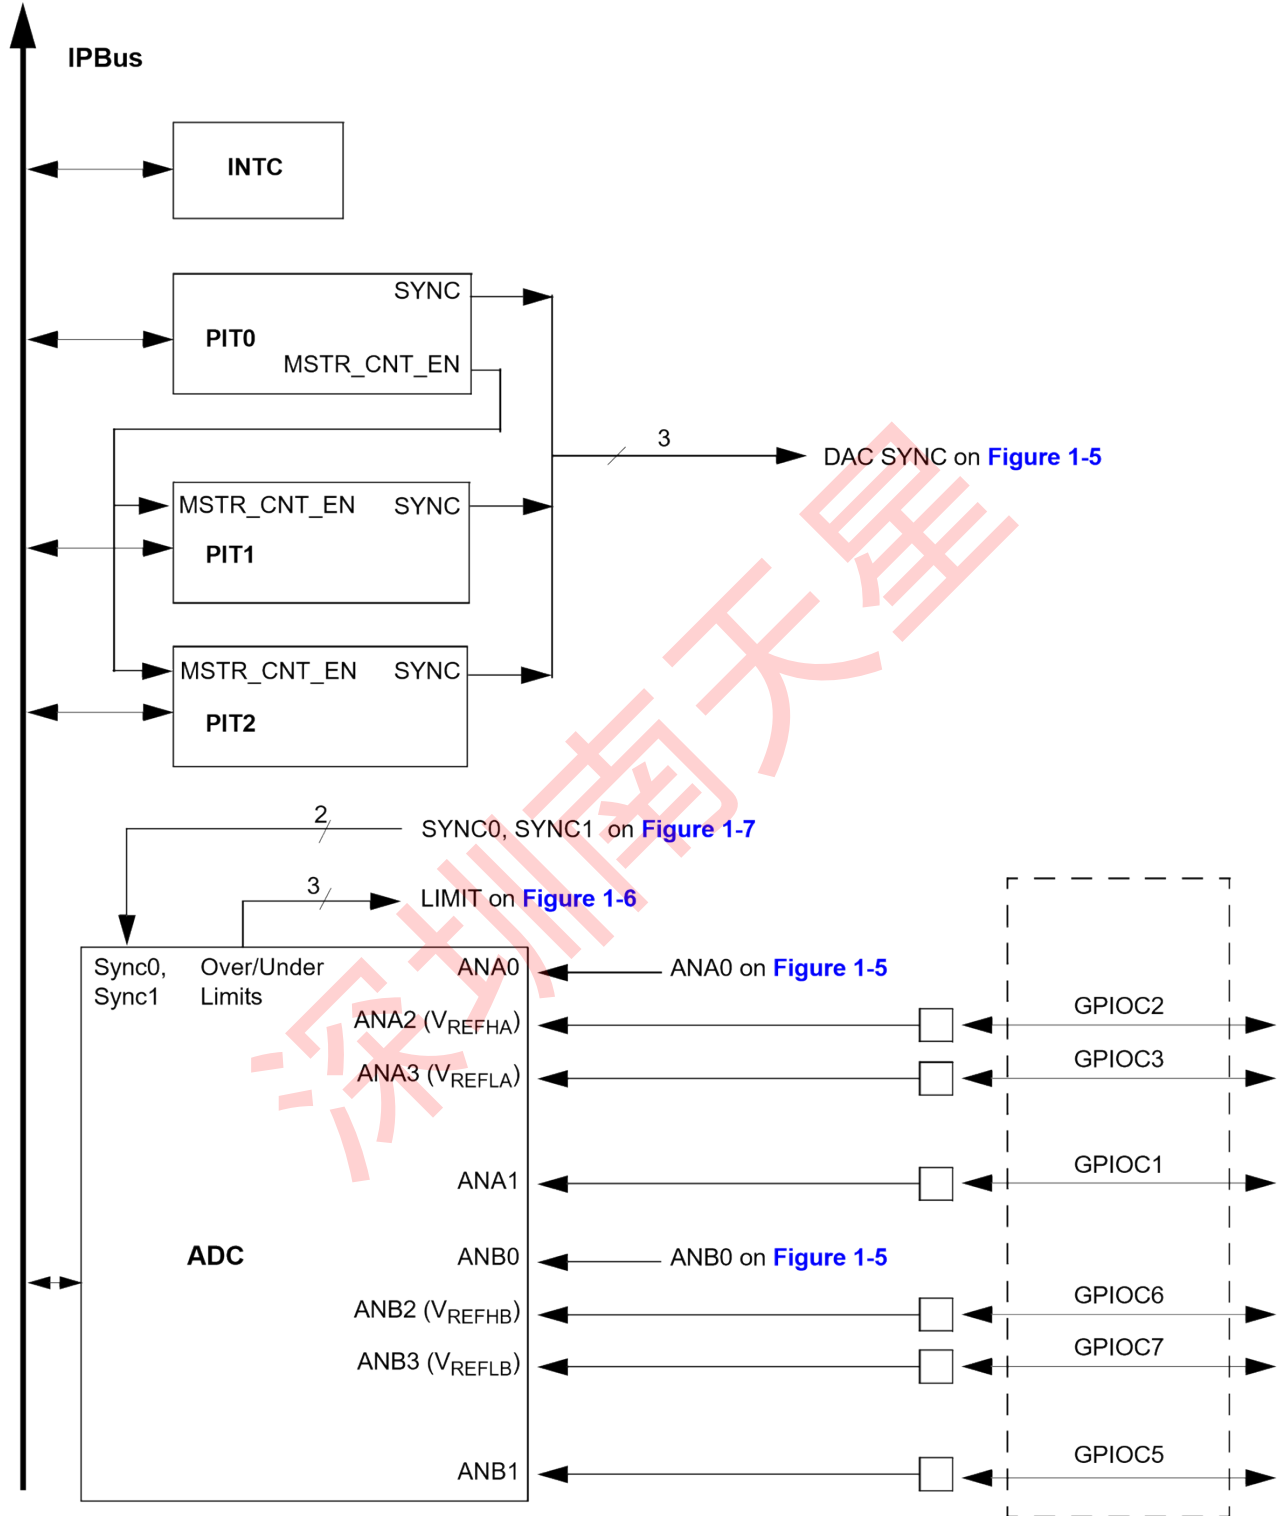 IPBus
INTC
SYNC
PIT0
MSTR_CNT_EN
3
DAC SYNC on Figure 1-5
MSTR_CNT_EN SYNC
PIT1
MSTR_CNT_EN SYNC
PIT2
2
SYNC0, SYNC1 on Figure 1-7
3
LIMIT on Figure 1-6
Sync0,
Sync1
Over/Under
Limits
ANA0
ANA0 on Figure 1-5
ANA2 (VREFHA)
GPIOC2
ANA3 (VREFLA)
GPIOC3
ANA1
GPIOC1
ADC
ANB0
ANB0 on Figure 1-5
ANB2 (VREFHB)
GPIOC6
ANB3 (VREFLB)
GPIOC7
ANB1
GPIOC5
深圳南天星